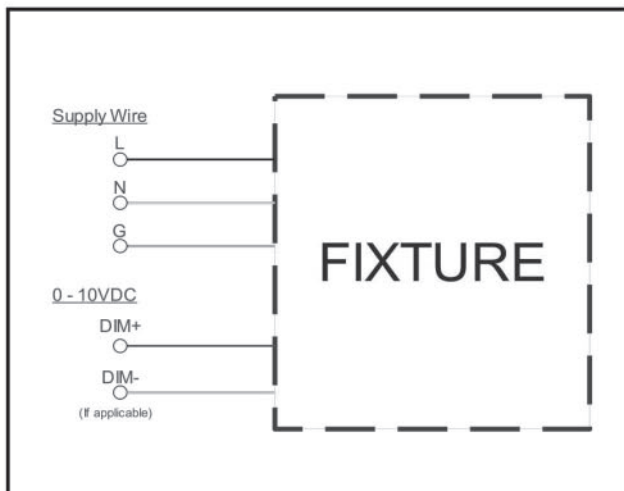 Supply Wire
L
N
G
FIXTURE
0 - 10VDC
DIM+
DIM-
(If applicable)